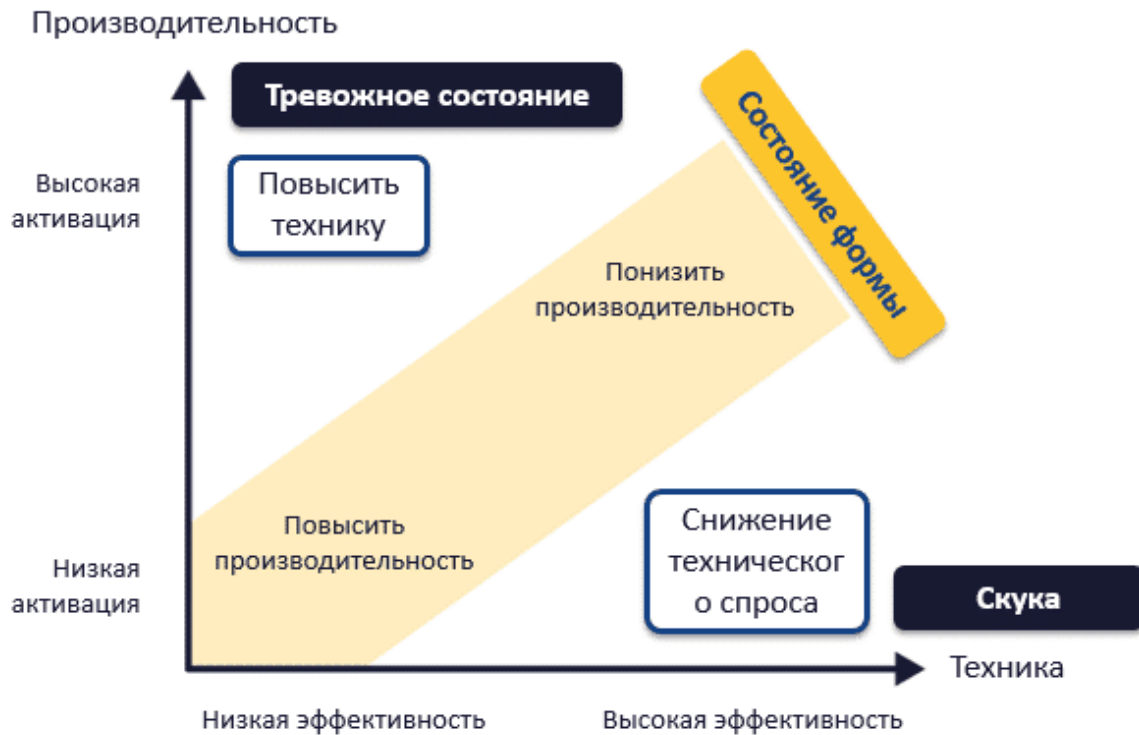 Производительность
Тревожное состояние
Состояние формы
Высокая
активация
Повысить
технику
Понизить
производительность
Повысить
производительность
Снижение
техническог
о спроса
Низкая
активация
Скука
Техника
Низкая эффективность
Высокая эффективность